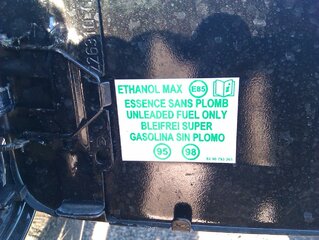 ETHANOL MAX E85
ESSENCE SANS PLOMB
UNLEADED FUEL ONLY
BLEIFREI SUPER
GASOLINA SIN PLOMO
95 98